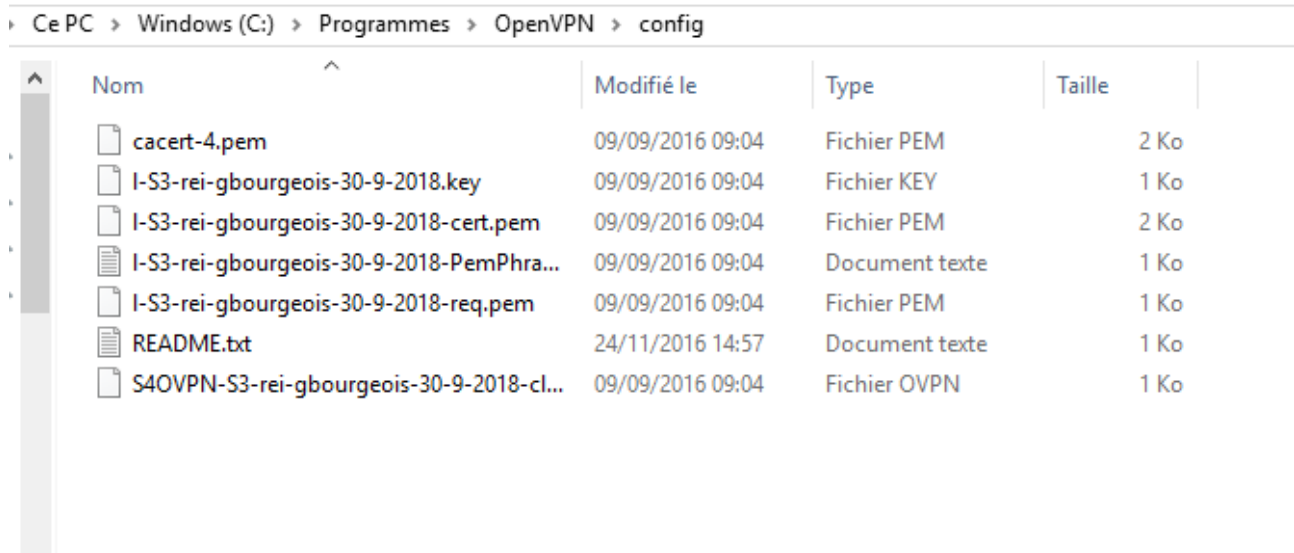 Ce PC > Windows (C:) > Programmes > OpenVPN > config
Nom Modifié le Type Taille
cacert-4.pem 09/09/2016 09:04 Fichier PEM 2 Ko
I-S3-rei-gbourgeois-30-9-2018.key 09/09/2016 09:04 Fichier KEY 1 Ko
I-S3-rei-gbourgeois-30-9-2018-cert.pem 09/09/2016 09:04 Fichier PEM 2 Ko
I-S3-rei-gbourgeois-30-9-2018-PemPhra... 09/09/2016 09:04 Document texte 1 Ko
I-S3-rei-gbourgeois-30-9-2018-req.pem 09/09/2016 09:04 Fichier PEM 1 Ko
README.txt 24/11/2016 14:57 Document texte 1 Ko
S4OVPN-S3-rei-gbourgeois-30-9-2018-cl... 09/09/2016 09:04 Fichier OVPN 1 Ko